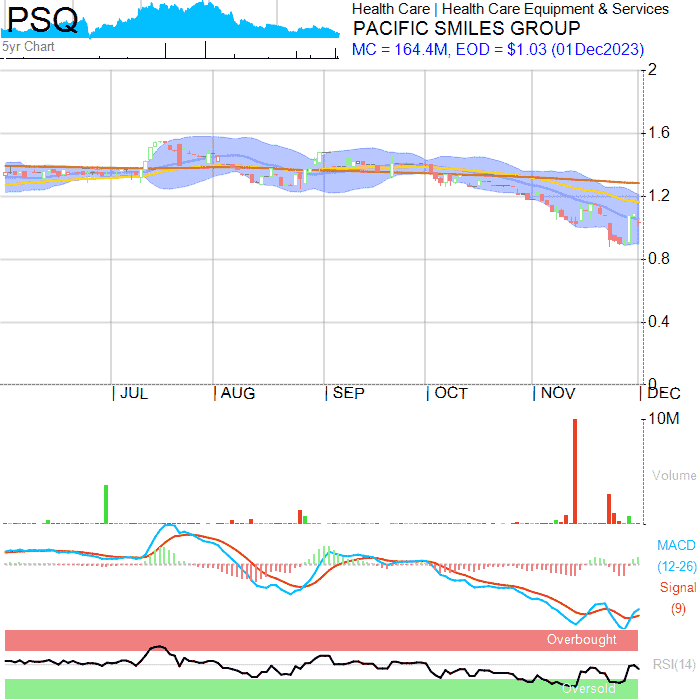 PSQ
5yr Chart
Health Care | Health Care Equipment & Services
PACIFIC SMILES GROUP
MC = 164.4M, EOD = $1.03 (01Dec2023)
2
1.6
1.2
0.8
0.4
0
JUL AUG SEP OCT NOV DEC
10M
Volume
MACD
(12-26)
Signal
(9)
Overbought
RSI(14)
Oversold